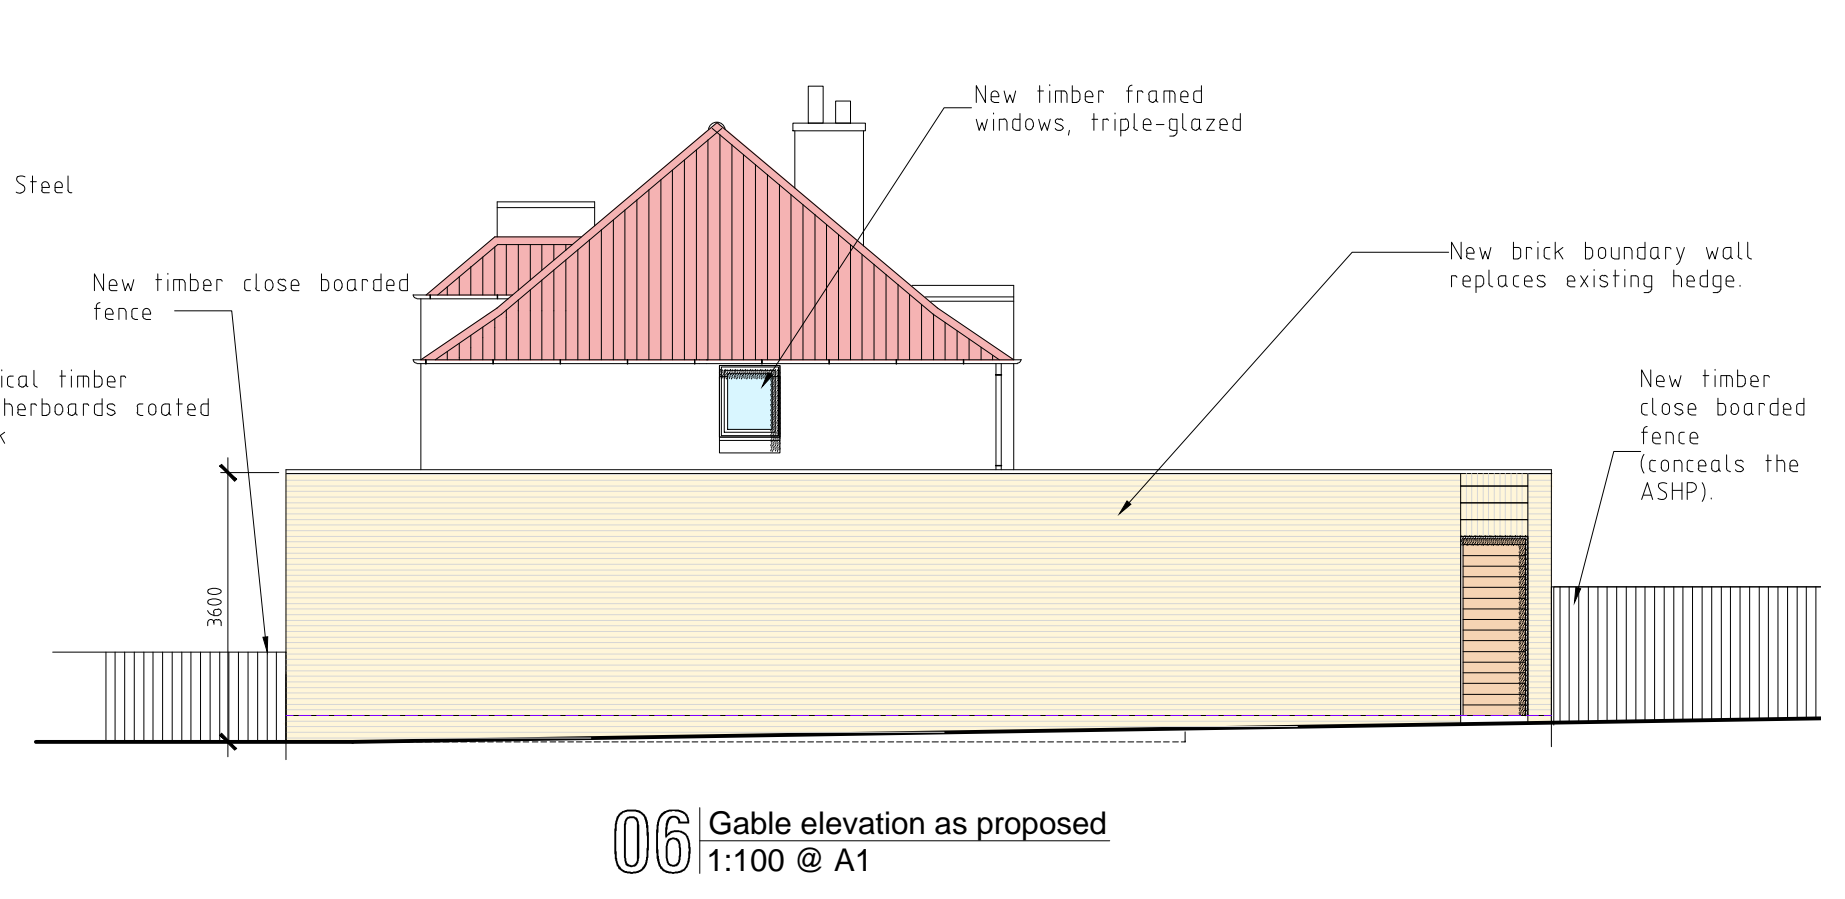 New timber framed
windows, triple-glazed
Steel
New brick boundary wall
replaces existing hedge.
New timber close boarded
fence
ical timber
herboards coated
k
New timber
close boarded
fence
(conceals the
ASHP).
3600
06
Gable elevation as proposed
1:100 @ A1